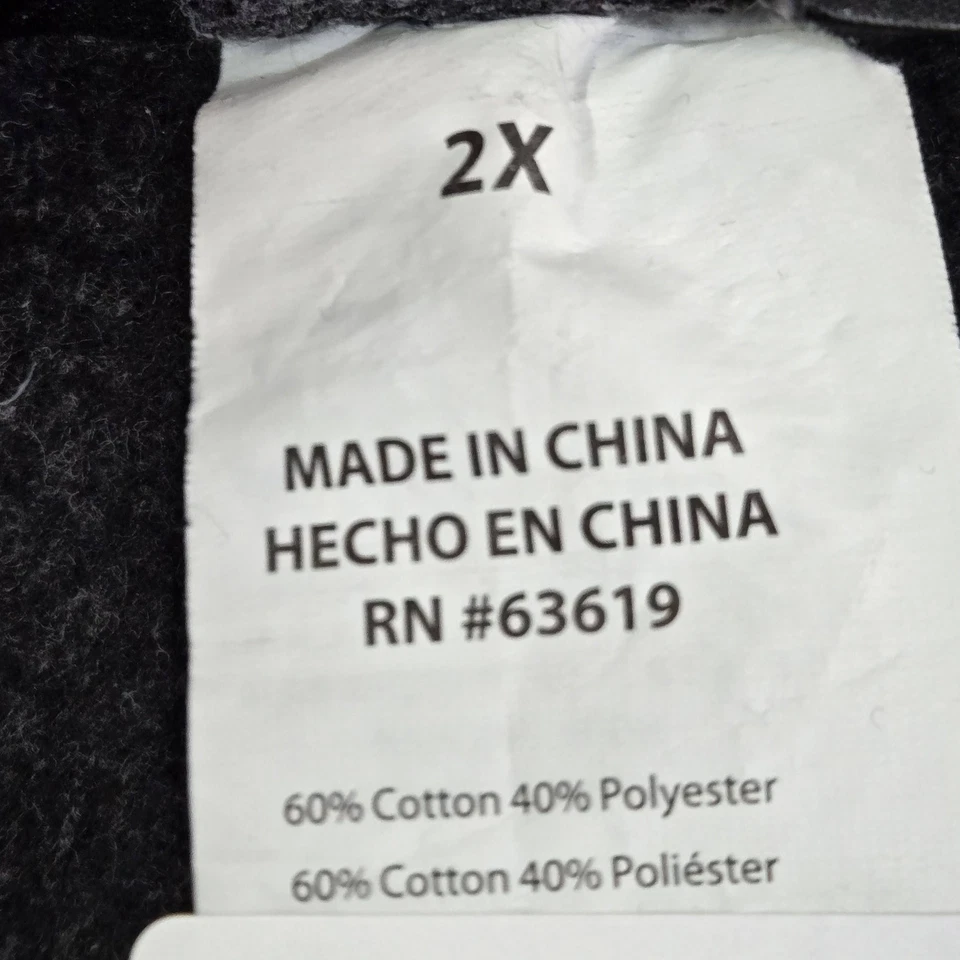 2X
MADE IN CHINA
HECHO EN CHINA
RN #63619
60% Cotton 40% Polyester
60% Cotton 40% Poliéster